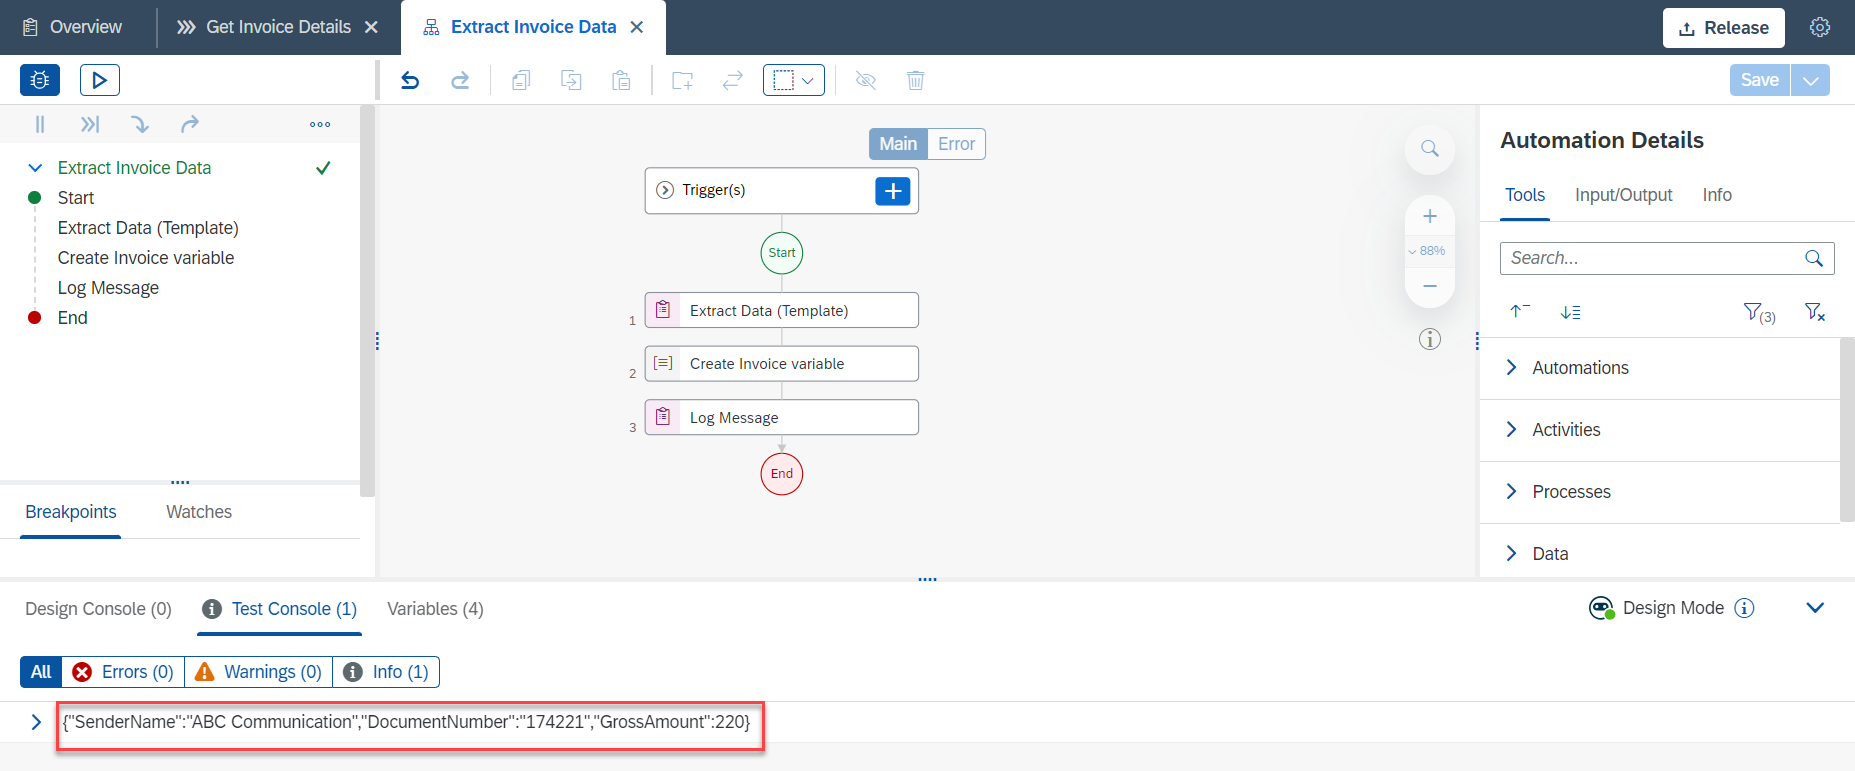 Overview
Get Invoice Details
Extract Invoice Data
Release
Save
Extract Invoice Data
Start
Extract Data (Template)
Create Invoice variable
Log Message
End
Breakpoints
Watches
Main
Error
Trigger(s)
Start
1
Extract Data (Template)
2
Create Invoice variable
3
Log Message
End
88%
Automation Details
Tools
Input/Output
Info
Search...
(3)
Automations
Activities
Processes
Data
Design Console (0)
Test Console (1)
Variables (4)
Design Mode
All
Errors (0)
Warnings (0)
Info (1)
{"SenderName":"ABC Communication","DocumentNumber":"174221","GrossAmount":220}